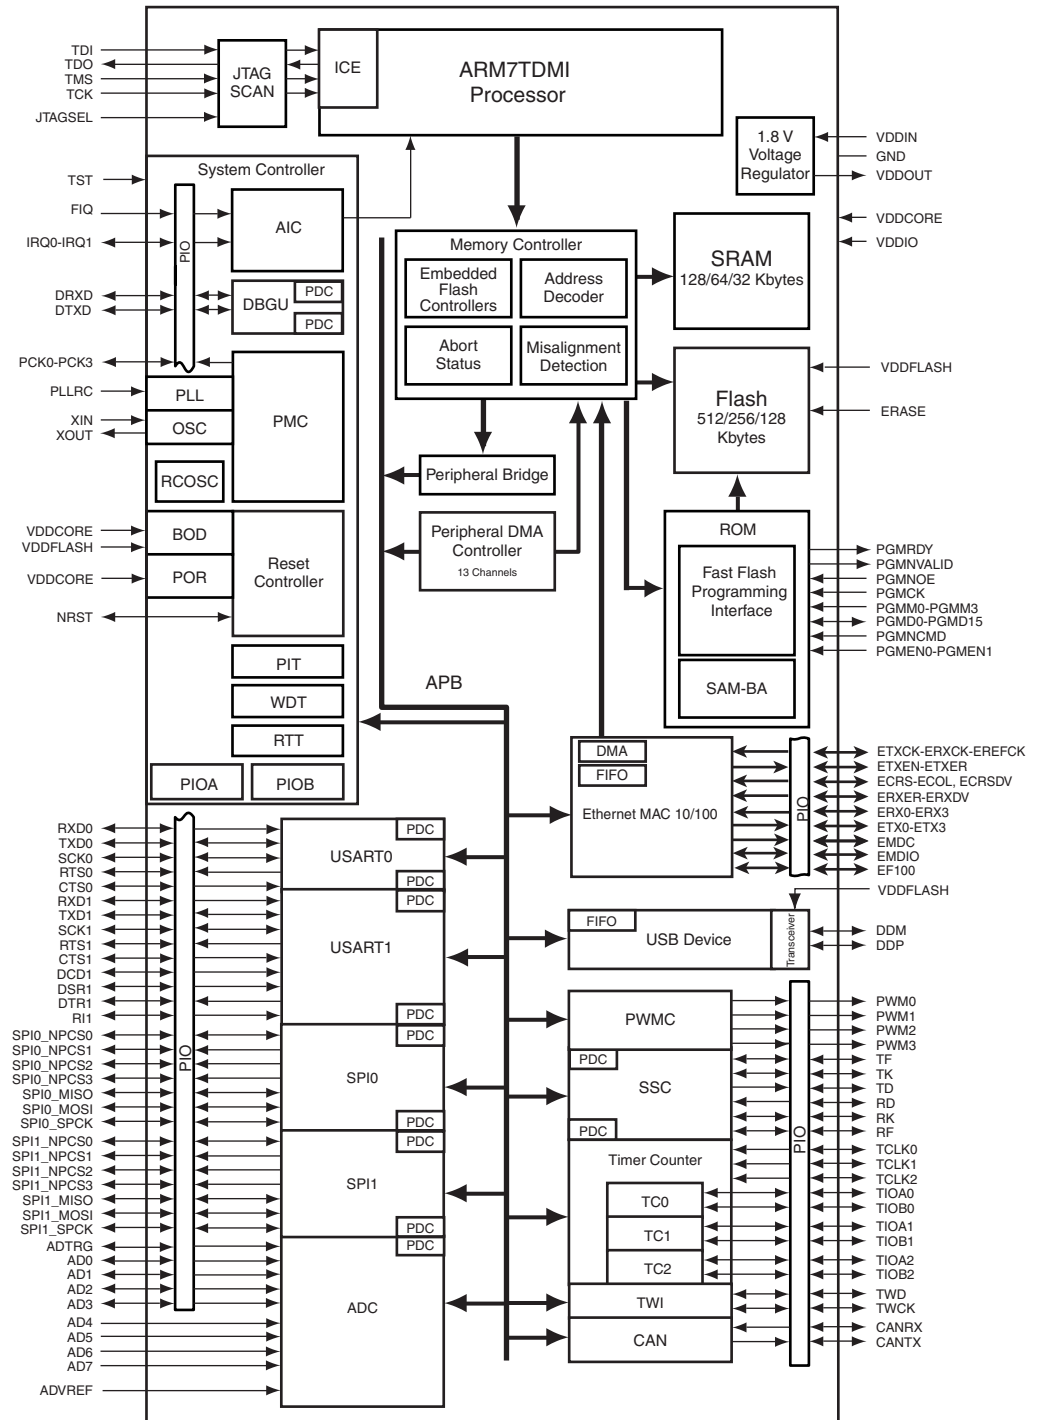 TDI
TDO
TMS
TCK
JTAGSEL
JTAG
SCAN
ICE
ARM7TDMI
Processor
1.8 V
Voltage
Regulator
VDDIN
GND
VDDOUT
VDDCORE
VDDIO
System Controller
TST
FIQ
IRQ0-IRQ1
PIO
AIC
DRXD
DTXD
DBGU
PDC
PDC
PCK0-PCK3
PLLRC
PLL
XIN
XOUT
OSC
PMC
RCOSC
VDDCORE
VDDFLASH
BOD
VDDCORE
POR
Reset
Controller
NRST
PIT
WDT
RTT
PIOA
PIOB
Memory Controller
Embedded
Flash
Controllers
Address
Decoder
Abort
Status
Misalignment
Detection
SRAM
128/64/32 Kbytes
Flash
512/256/128
Kbytes
VDDFLASH
ERASE
Peripheral Bridge
Peripheral DMA
Controller
13 Channels
APB
ROM
Fast Flash
Programming
Interface
SAM-BA
PGMRDY
PGMNVALID
PGMNOE
PGMCK
PGMM0-PGMM3
PGMD0-PGMD15
PGMNCMD
PGMEN0-PGMEN1
DMA
FIFO
Ethernet MAC 10/100
PIO
ETXCK-ERXCK-EREFCK
ETXEN-ETXER
ECRS-ECOL, ECRSDV
ERXER-ERXDV
ERX0-ERX3
ETX0-ETX3
EMDC
EMDIO
EF100
VDDFLASH
FIFO
USB Device
Transceiver
DDM
DDP
RXD0
TXD0
SCK0
RTS0
CTS0
RXD1
TXD1
SCK1
RTS1
CTS1
DCD1
DSR1
DTR1
RI1
SPI0_NPCS0
SPI0_NPCS1
SPI0_NPCS2
SPI0_NPCS3
SPI0_MISO
SPI0_MOSI
SPI0_SPCK
SPI1_NPCS0
SPI1_NPCS1
SPI1_NPCS2
SPI1_NPCS3
SPI1_MISO
SPI1_MOSI
SPI1_SPCK
ADTRG
AD0
AD1
AD2
AD3
AD4
AD5
AD6
AD7
ADVREF
PIO
PDC
USART0
PDC
PDC
USART1
PDC
PDC
SPI0
PDC
PDC
SPI1
PDC
PDC
ADC
PWMC
PDC
SSC
PDC
Timer Counter
TC0
TC1
TC2
TWI
CAN
PIO
PWM0
PWM1
PWM2
PWM3
TF
TK
TD
RD
RK
RF
TCLK0
TCLK1
TCLK2
TIOA0
TIOB0
TIOA1
TIOB1
TIOA2
TIOB2
TWD
TWCK
CANRX
CANTX